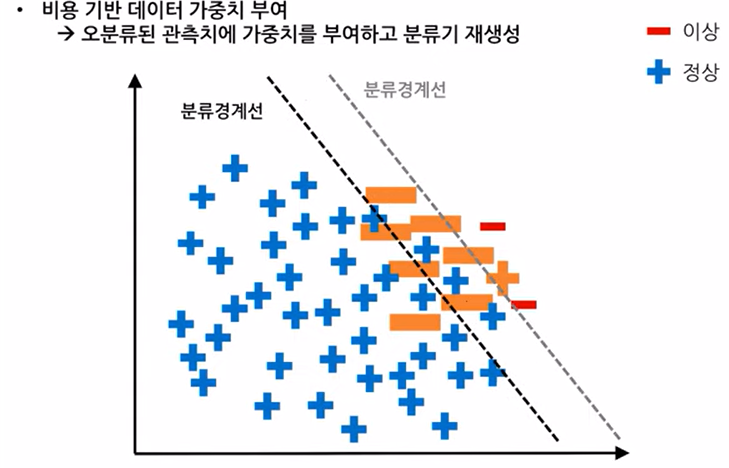 • 비용 기반 데이터 가중치 부여
→ 오분류된 관측치에 가중치를 부여하고 분류기 재생성
이상
정상
분류경계선
분류경계선